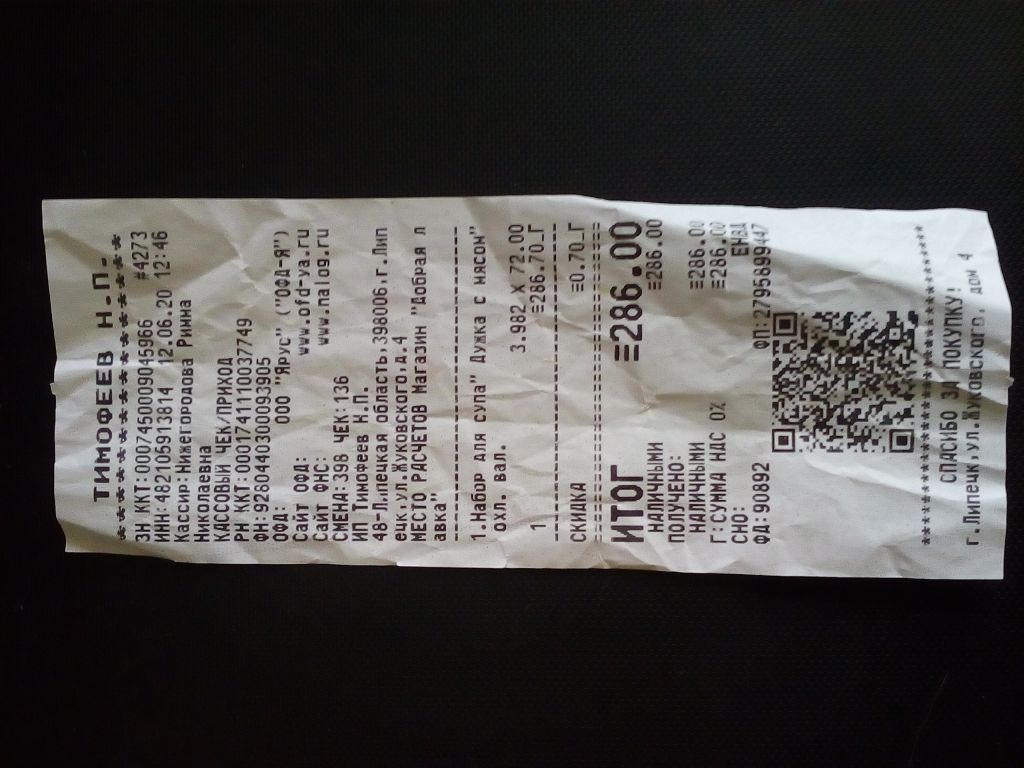 ТИМОФЕЕВ Н.П.
*********************
ЗН ККТ:0007450009045966 #4273
ИНН:482105913814 12.06.20 12:46
Кассир:Нижегородова Римма
Николаевна
КАССОВЫЙ ЧЕК/ПРИХОД
РН ККТ:0001741110037749
ФН:9280440300093905
ОФД: ООО "Ярус" ("ОФД-Я")
Сайт ОФД: www.ofd-ya.ru
Сайт ФНС: www.nalog.ru
СМЕНА:398 ЧЕК:136
ИП Тимофеев Н.П.
48-Липецкая область,398006,г.Лип
ецк,ул.Жуковского,д.4
МЕСТО РАСЧЕТОВ Магазин "Добрая л
авка"
--------------------------------
1.Набор для супа" Дужка с мясом"
охл. вал.
3.982 X 72.00
1 ≡286.70_Г
--------------------------------
СКИДКА ≡0.70_Г
================================
ИТОГ ≡286.00
НАЛИЧНЫМИ ≡286.00
ПОЛУЧЕНО:
НАЛИЧНЫМИ ≡286.00
Г:СУММА НДС 0% ≡286.00
СНО: ЕНВД
ФД:90892 ФП:2795899447
********************************
СПАСИБО ЗА ПОКУПКУ!
г.Липецк,ул.Жуковского, дом 4